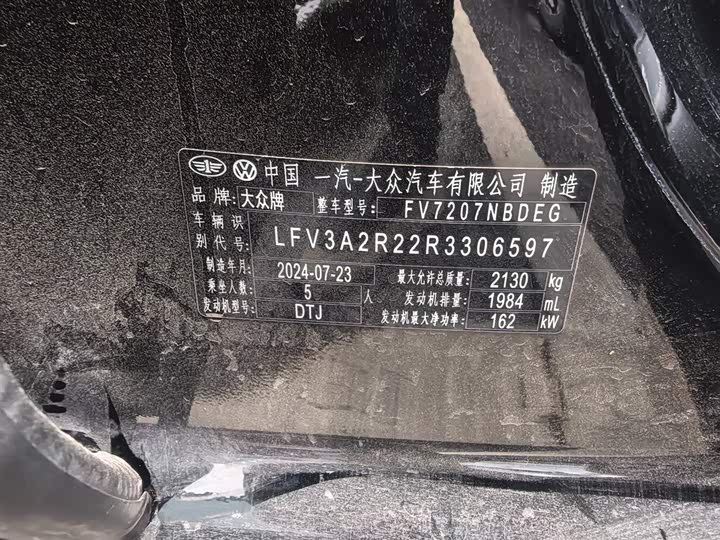 中国 一汽-大众汽车有限公司 制造
品牌: 大众牌 整车型号: FV7207NBDEG
车辆识别代号: LFV3A2R22R3306597
制造年月: 2024-07-23 最大允许总质量: 2130 kg
乘坐人数: 5 人 发动机排量: 1984 mL
发动机型号: DTJ 发动机最大净功率: 162 kW